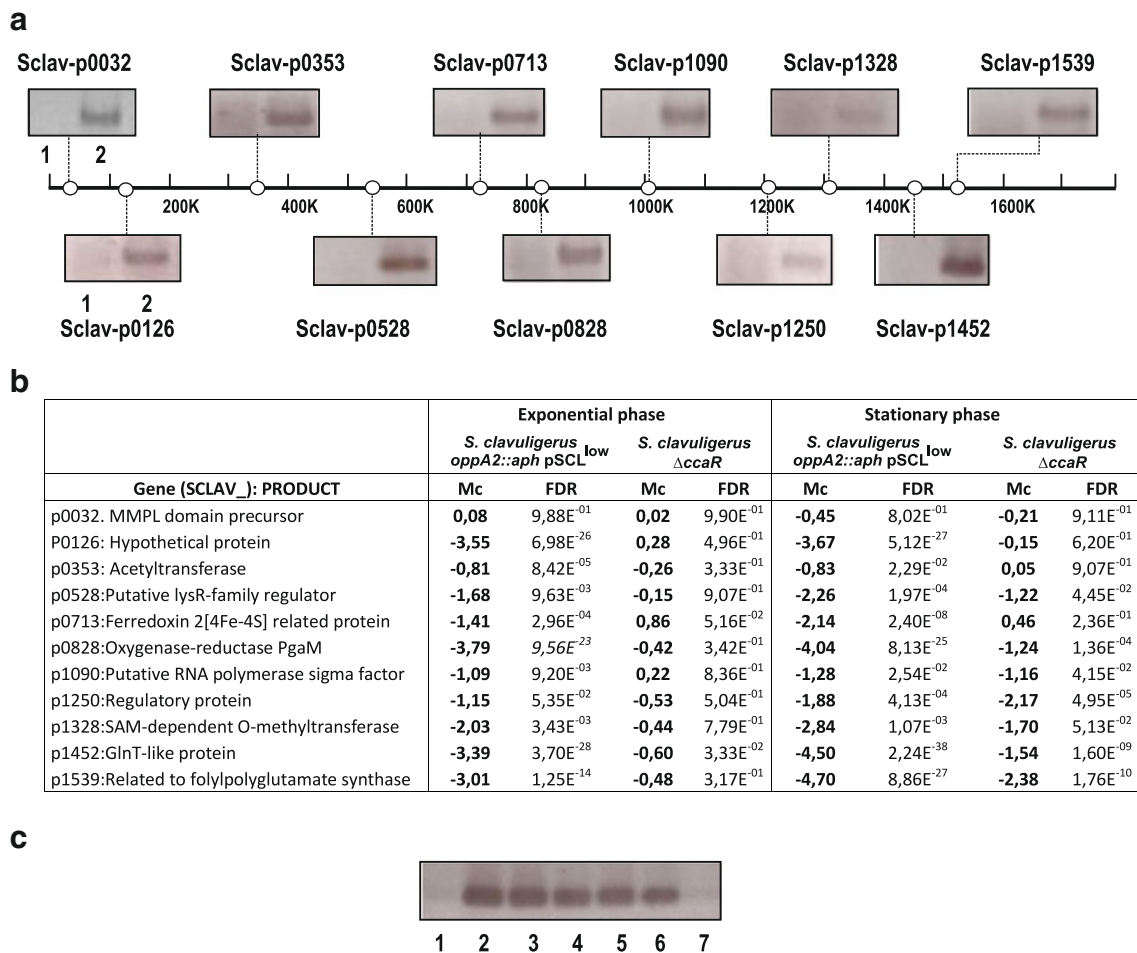 a
Sclav-p0032 Sclav-p0353 Sclav-p0713 Sclav-p1090 Sclav-p1328 Sclav-p1539
1 2
200K 400K 600K 800K 1000K 1200K 1400K 1600K
1 2
Sclav-p0126 Sclav-p0528 Sclav-p0828 Sclav-p1250 Sclav-p1452
b
Exponential phase Stationary phase
S. clavuligerus oppA2::aph pSCL^low S. clavuligerus ΔccaR S. clavuligerus oppA2::aph pSCL^low S. clavuligerus ΔccaR
Gene (SCLAV_): PRODUCT Mc FDR Mc FDR Mc FDR Mc FDR
p0032. MMPL domain precursor 0,08 9,88E^-01 0,02 9,90E^-01 -0,45 8,02E^-01 -0,21 9,11E^-01
P0126: Hypothetical protein -3,55 6,98E^-26 0,28 4,96E^-01 -3,67 5,12E^-27 -0,15 6,20E^-01
p0353: Acetyltransferase -0,81 8,42E^-05 -0,26 3,33E^-01 -0,83 2,29E^-02 0,05 9,07E^-01
p0528:Putative lysR-family regulator -1,68 9,63E^-03 -0,15 9,07E^-01 -2,26 1,97E^-04 -1,22 4,45E^-02
p0713:Ferredoxin 2[4Fe-4S] related protein -1,41 2,96E^-04 0,86 5,16E^-02 -2,14 2,40E^-08 0,46 2,36E^-01
p0828:Oxygenase-reductase PgaM -3,79 9,56E^-23 -0,42 3,42E^-01 -4,04 8,13E^-25 -1,24 1,36E^-04
p1090:Putative RNA polymerase sigma factor -1,09 9,20E^-03 0,22 8,36E^-01 -1,28 2,54E^-02 -1,16 4,15E^-02
p1250:Regulatory protein -1,15 5,35E^-02 -0,53 5,04E^-01 -1,88 4,13E^-04 -2,17 4,95E^-05
p1328:SAM-dependent O-methyltransferase -2,03 3,43E^-03 -0,44 7,79E^-01 -2,84 1,07E^-03 -1,70 5,13E^-02
p1452:GlnT-like protein -3,39 3,70E^-28 -0,60 3,33E^-02 -4,50 2,24E^-38 -1,54 1,60E^-09
p1539:Related to folylpolyglutamate synthase -3,01 1,25E^-14 -0,48 3,17E^-01 -4,70 8,86E^-27 -2,38 1,76E^-10
c
1 2 3 4 5 6 7